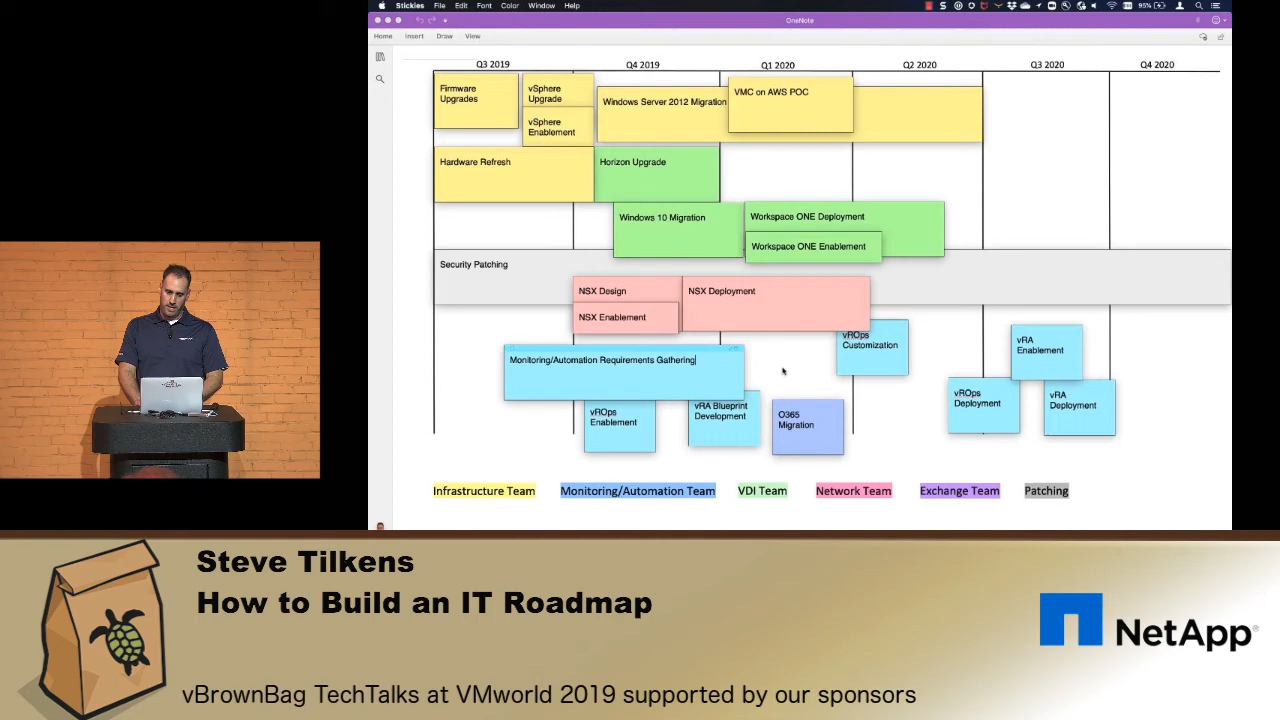 Stickies File Edit Font Color Window Help
95%
OneNote
Home Insert Draw View
Q3 2019 Q4 2019 Q1 2020 Q2 2020 Q3 2020 Q4 2020
Firmware
Upgrades
vSphere
Upgrade
vSphere
Enablement
Windows Server 2012 Migration
VMC on AWS POC
Hardware Refresh
Horizon Upgrade
Windows 10 Migration
Workspace ONE Deployment
Workspace ONE Enablement
Security Patching
NSX Design
NSX Enablement
NSX Deployment
vROps
Customization
vRA
Enablement
Monitoring/Automation Requirements Gathering
vROps
Deployment
vRA
Deployment
vROps
Enablement
vRA Blueprint
Development
O365
Migration
Infrastructure Team Monitoring/Automation Team VDI Team Network Team Exchange Team Patching
Steve Tilkens
How to Build an IT Roadmap
NetApp
vBrownBag TechTalks at VMworld 2019 supported by our sponsors